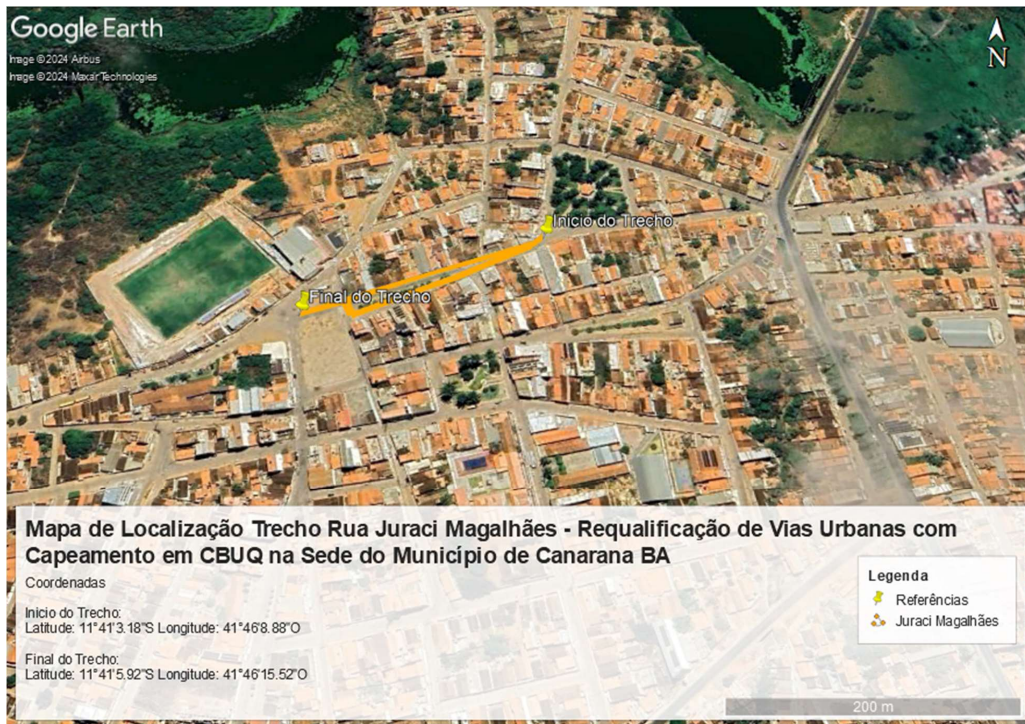 Google Earth
Image © 2024 Airbus
Image © 2024 Maxar Technologies
N
Inicio do Trecho
Final do Trecho
Mapa de Localização Trecho Rua Juraci Magalhães - Requalificação de Vias Urbanas com
Capeamento em CBUQ na Sede do Município de Canarana BA
Coordenadas
Inicio do Trecho:
Latitude: 11°41'3.18"S Longitude: 41°46'8.88"O
Final do Trecho:
Latitude: 11°41'5.92"S Longitude: 41°46'15.52"O
Legenda
Referências
Juraci Magalhães
200 m